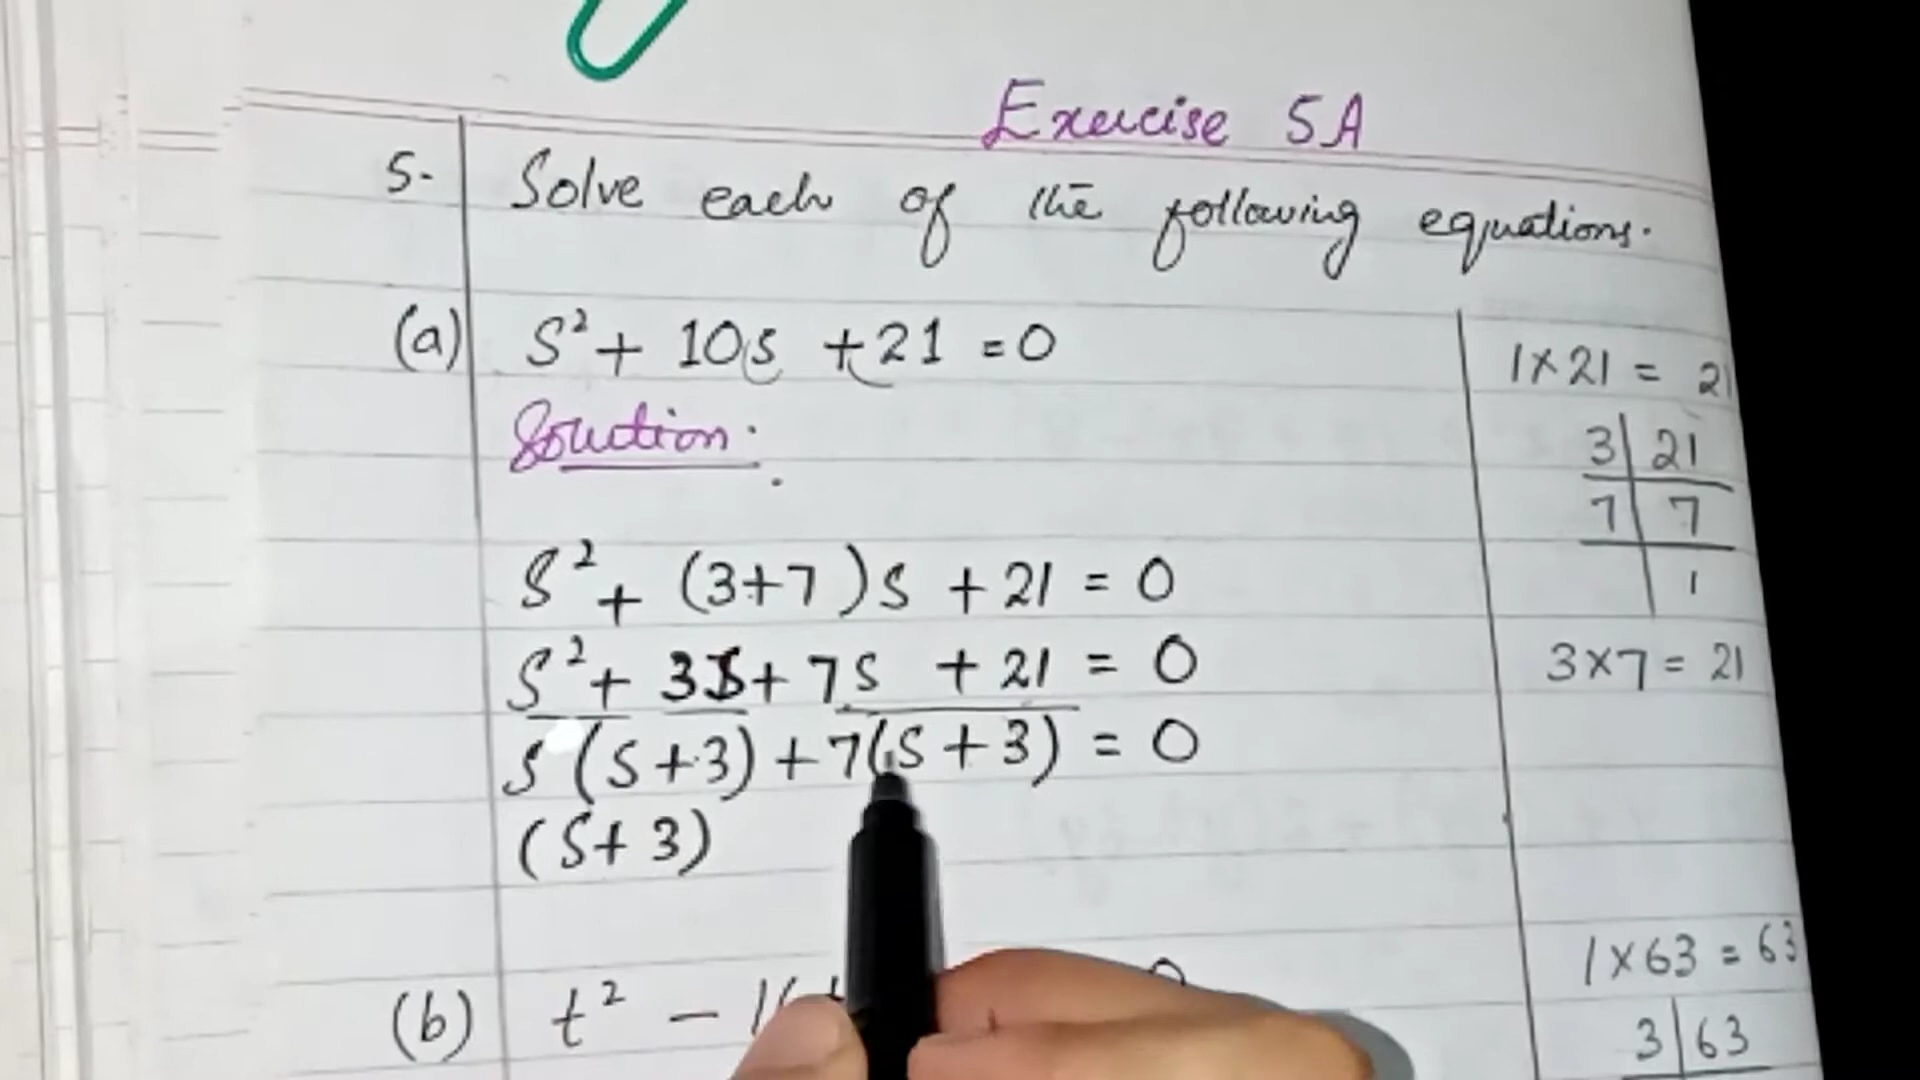 Exercise 5A
5. Solve each of the following equations.
(a) S² + 10s + 21 = 0
Solution:
S² + (3+7)s + 21 = 0
S² + 3s + 7s + 21 = 0
s(s+3) + 7(s+3) = 0
(s+3)
(b) t² -
1×21 = 21
3 | 21
7 | 7
1
3×7 = 21
1×63 = 63
3 | 63